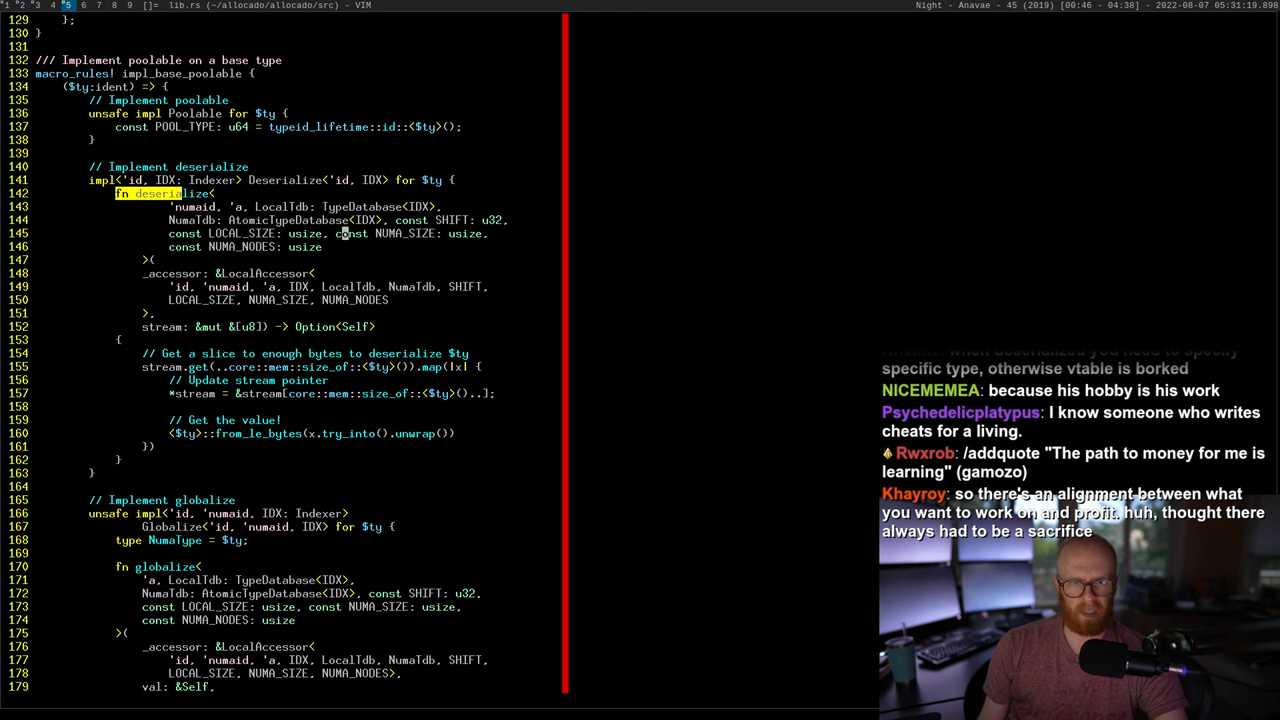 1 2 3 4 5 6 7 8 9 []= lib.rs (~/allocado/allocado/src) - VIM Night - Anavae - 45 (2019) [00:46 - 04:38] - 2022-08-07 05:31:19.898
129     };
130 }
131
132 /// Implement poolable on a base type
133 macro_rules! impl_base_poolable {
134     ($ty:ident) => {
135         // Implement poolable
136         unsafe impl Poolable for $ty {
137             const POOL_TYPE: u64 = typeid_lifetime::id::<$ty>();
138         }
139
140         // Implement deserialize
141         impl<'id, IDX: Indexer> Deserialize<'id, IDX> for $ty {
142             fn deserialize<
143                     'numaid, 'a, LocalTdb: TypeDatabase<IDX>,
144                     NumaTdb: AtomicTypeDatabase<IDX>, const SHIFT: u32,
145                     const LOCAL_SIZE: usize, const NUMA_SIZE: usize,
146                     const NUMA_NODES: usize
147                 >(
148                 _accessor: &LocalAccessor<
149                     'id, 'numaid, 'a, IDX, LocalTdb, NumaTdb, SHIFT,
150                     LOCAL_SIZE, NUMA_SIZE, NUMA_NODES
151                 >,
152                 stream: &mut &[u8]) -> Option<Self>
153             {
154                 // Get a slice to enough bytes to deserialize $ty
155                 stream.get(..core::mem::size_of::<$ty>()).map(|x| {
156                     // Update stream pointer
157                     *stream = &stream[core::mem::size_of::<$ty>()..];
158
159                     // Get the value!
160                     <$ty>::from_le_bytes(x.try_into().unwrap())
161                 })
162             }
163         }
164
165         // Implement globalize
166         unsafe impl<'id, 'numaid, IDX: Indexer>
167                 Globalize<'id, 'numaid, IDX> for $ty {
168             type NumaType = $ty;
169
170             fn globalize<
171                 'a, LocalTdb: TypeDatabase<IDX>,
172                 NumaTdb: AtomicTypeDatabase<IDX>, const SHIFT: u32,
173                 const LOCAL_SIZE: usize, const NUMA_SIZE: usize,
174                 const NUMA_NODES: usize
175             >(
176                 _accessor: &LocalAccessor<
177                     'id, 'numaid, 'a, IDX, LocalTdb, NumaTdb, SHIFT,
178                     LOCAL_SIZE, NUMA_SIZE, NUMA_NODES>,
179                 val: &Self,
when deserialized you need to specify
specific type, otherwise vtable is borked
NICEMEMEA: because his hobby is his work
Psychedelicplatypus: I know someone who writes
cheats for a living.
Rwxrob: /addquote "The path to money for me is
learning" (gamozo)
Khayroy: so there's an alignment between what
you want to work on and profit. huh, thought there
always had to be a sacrifice